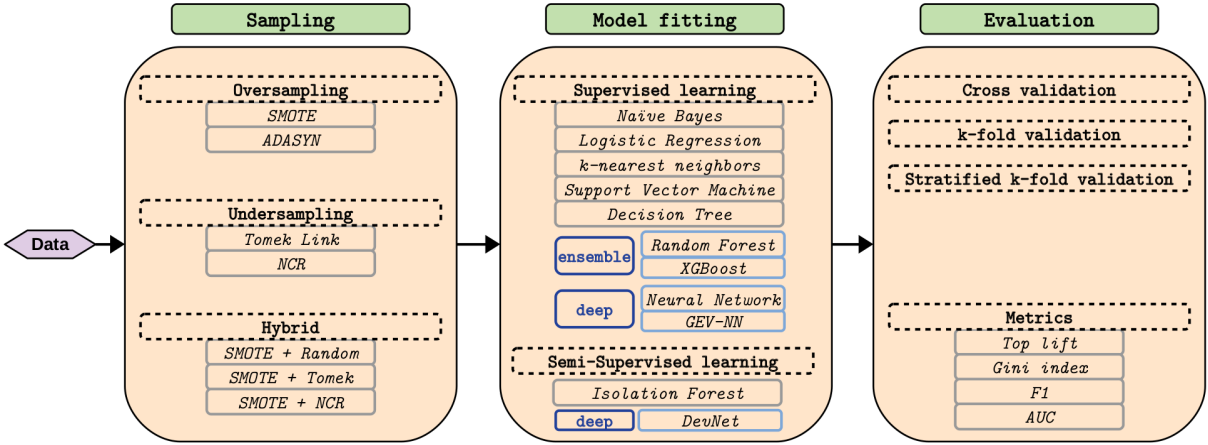 Sampling
Model fitting
Evaluation
Data
Oversampling
SMOTE
ADASYN
Undersampling
Tomek Link
NCR
Hybrid
SMOTE + Random
SMOTE + Tomek
SMOTE + NCR
Supervised learning
Naïve Bayes
Logistic Regression
k-nearest neighbors
Support Vector Machine
Decision Tree
ensemble
Random Forest
XGBoost
deep
Neural Network
GEV-NN
Semi-Supervised learning
Isolation Forest
deep
DevNet
Cross validation
k-fold validation
Stratified k-fold validation
Metrics
Top lift
Gini index
F1
AUC